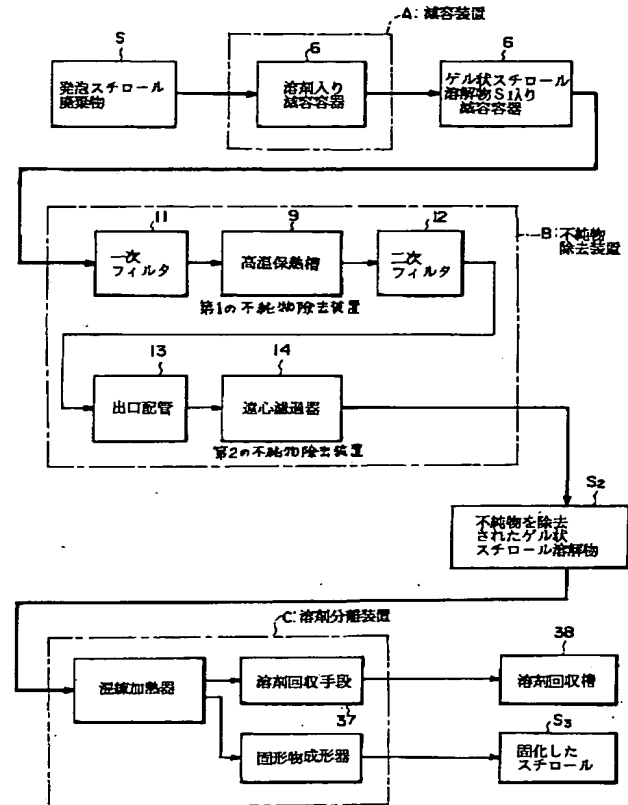 A:減容装置
S
6
6
発泡スチロール
廃棄物
溶剤入り
減容容器
ゲル状スチロール
溶解物S1入り
減容容器
11
9
12
B:不純物
除去装置
一次
フィルタ
高温保熱槽
二次
フィルタ
第1の不純物除去装置
13
14
出口配管
遠心濾過器
第2の不純物除去装置
S2
不純物を除去
されたゲル状
スチロール溶解物
C:溶剤分離装置
38
混練加熱器
溶剤回収手段
溶剤回収槽
37
S3
固形物成形器
固化した
スチロール